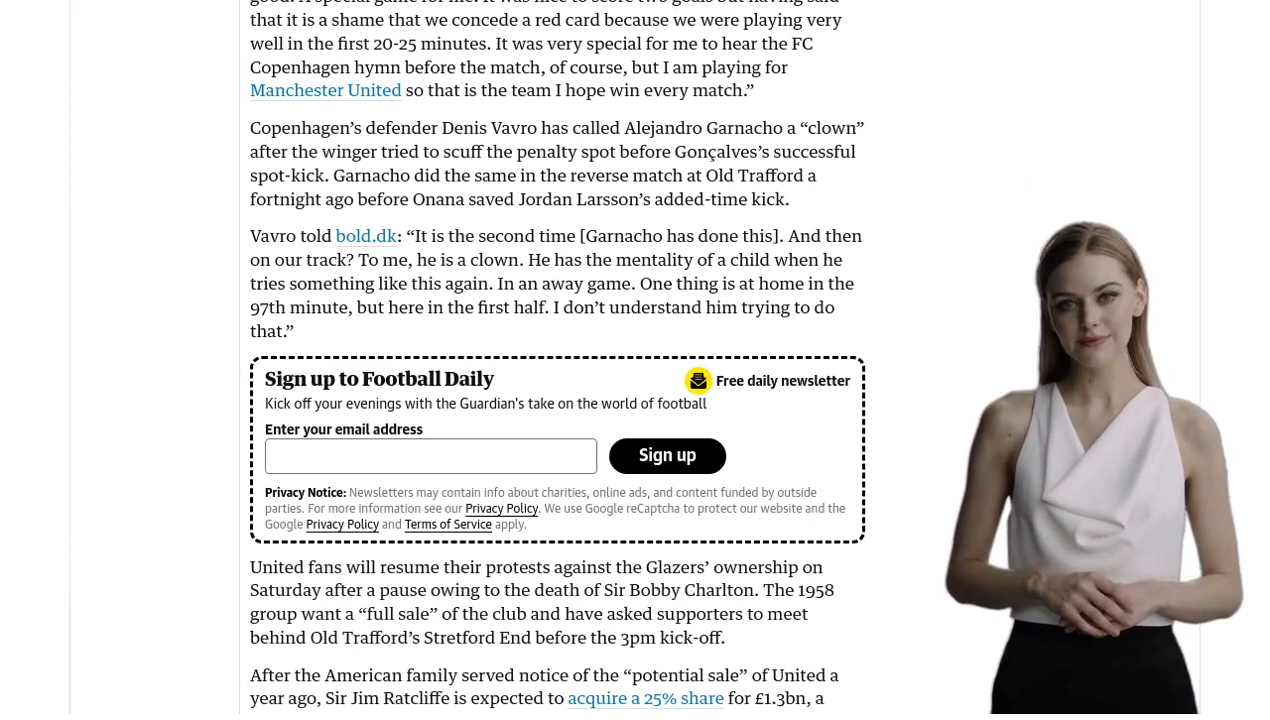 that it is a shame that we concede a red card because we were playing very
well in the first 20-25 minutes. It was very special for me to hear the FC
Copenhagen hymn before the match, of course, but I am playing for
Manchester United so that is the team I hope win every match.”
Copenhagen’s defender Denis Vavro has called Alejandro Garnacho a “clown”
after the winger tried to scuff the penalty spot before Gonçalves’s successful
spot-kick. Garnacho did the same in the reverse match at Old Trafford a
fortnight ago before Onana saved Jordan Larsson’s added-time kick.
Vavro told bold.dk: “It is the second time [Garnacho has done this]. And then
on our track? To me, he is a clown. He has the mentality of a child when he
tries something like this again. In an away game. One thing is at home in the
97th minute, but here in the first half. I don’t understand him trying to do
that.”
Sign up to Football Daily
Free daily newsletter
Kick off your evenings with the Guardian's take on the world of football
Enter your email address
Sign up
Privacy Notice: Newsletters may contain info about charities, online ads, and content funded by outside
parties. For more information see our Privacy Policy. We use Google reCaptcha to protect our website and the
Google Privacy Policy and Terms of Service apply.
United fans will resume their protests against the Glazers’ ownership on
Saturday after a pause owing to the death of Sir Bobby Charlton. The 1958
group want a “full sale” of the club and have asked supporters to meet
behind Old Trafford’s Stretford End before the 3pm kick-off.
After the American family served notice of the “potential sale” of United a
year ago, Sir Jim Ratcliffe is expected to acquire a 25% share for £1.3bn, a